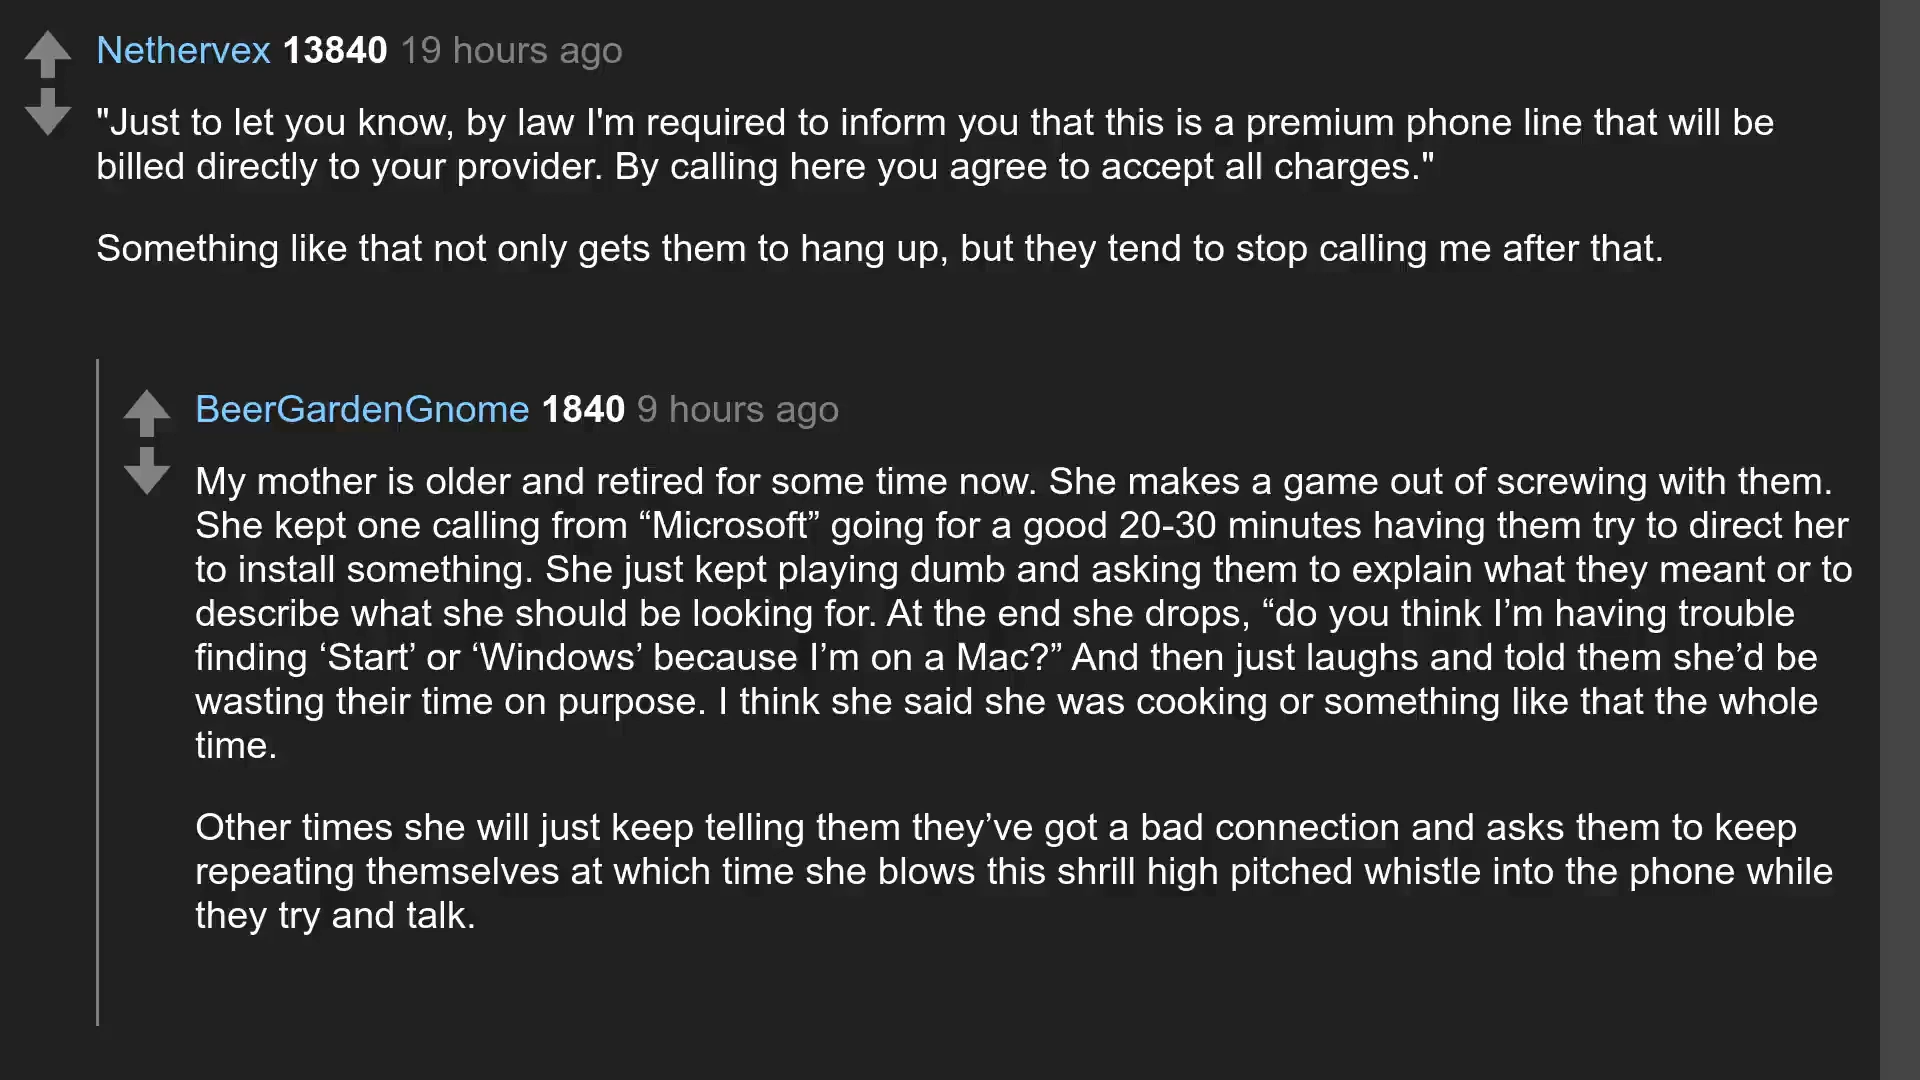 Nethervex 13840 19 hours ago
"Just to let you know, by law I'm required to inform you that this is a premium phone line that will be
billed directly to your provider. By calling here you agree to accept all charges."
Something like that not only gets them to hang up, but they tend to stop calling me after that.
BeerGardenGnome 1840 9 hours ago
My mother is older and retired for some time now. She makes a game out of screwing with them.
She kept one calling from “Microsoft” going for a good 20-30 minutes having them try to direct her
to install something. She just kept playing dumb and asking them to explain what they meant or to
describe what she should be looking for. At the end she drops, “do you think I’m having trouble
finding ‘Start’ or ‘Windows’ because I’m on a Mac?” And then just laughs and told them she’d be
wasting their time on purpose. I think she said she was cooking or something like that the whole
time.
Other times she will just keep telling them they’ve got a bad connection and asks them to keep
repeating themselves at which time she blows this shrill high pitched whistle into the phone while
they try and talk.